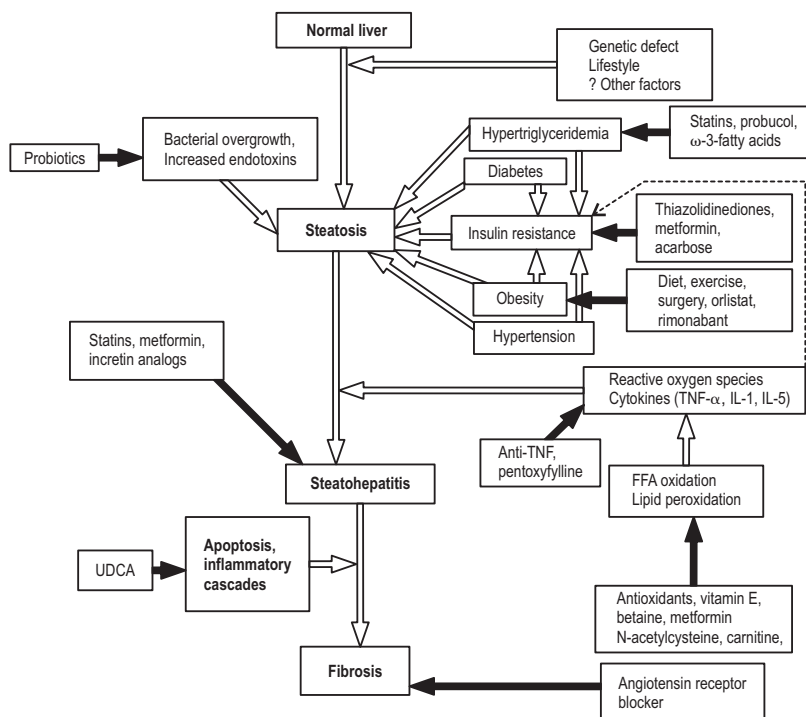 Normal liver
Genetic defect
Lifestyle
? Other factors
Probiotics
Bacterial overgrowth,
Increased endotoxins
Hypertriglyceridemia
Statins, probucol,
ω-3-fatty acids
Diabetes
Steatosis
Insulin resistance
Thiazolidinediones,
metformin,
acarbose
Obesity
Diet, exercise,
surgery, orlistat,
rimonabant
Hypertension
Statins, metformin,
incretin analogs
Reactive oxygen species
Cytokines (TNF-α, IL-1, IL-5)
Anti-TNF,
pentoxyfylline
Steatohepatitis
FFA oxidation
Lipid peroxidation
UDCA
Apoptosis,
inflammatory
cascades
Antioxidants, vitamin E,
betaine, metformin
N-acetylcysteine, carnitine,
Fibrosis
Angiotensin receptor
blocker